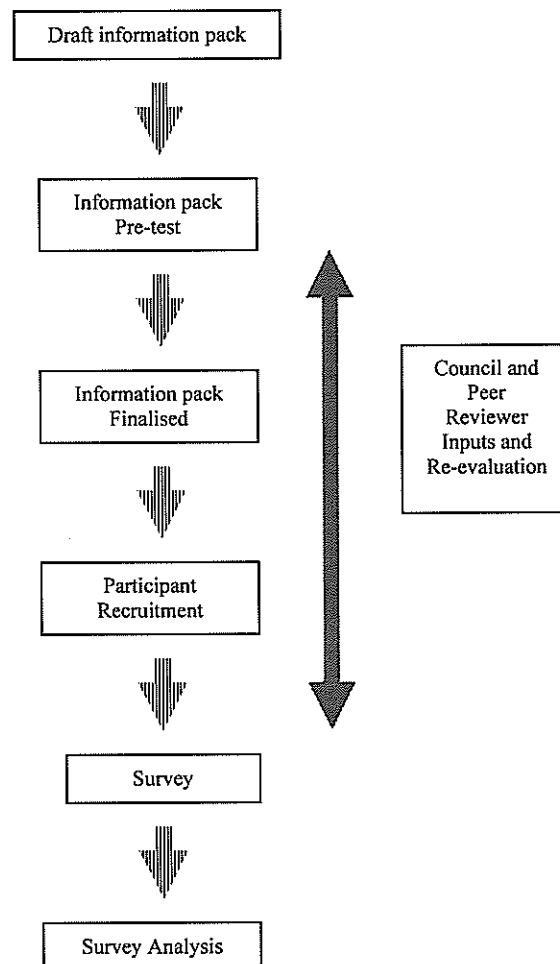 Draft information pack
Information pack
Pre-test
Information pack
Finalised
Council and
Peer
Reviewer
Inputs and
Re-evaluation
Participant
Recruitment
Survey
Survey Analysis